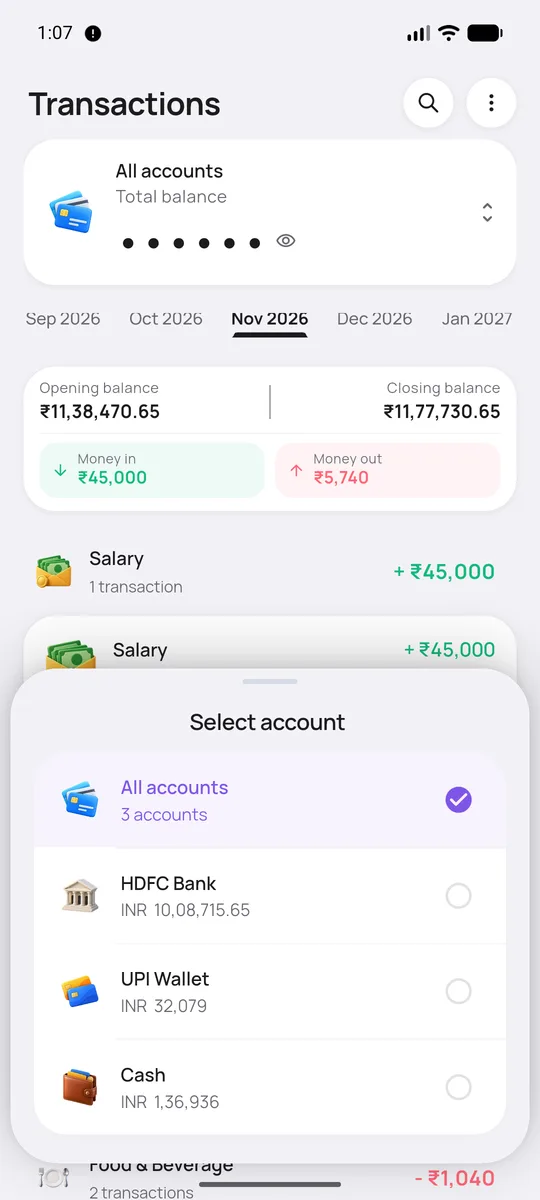 1:07
Transactions
All accounts
Total balance
Sep 2026 Oct 2026 Nov 2026 Dec 2026 Jan 2027
Opening balance Closing balance
₹11,38,470.65 ₹11,77,730.65
Money in Money out
₹45,000 ₹5,740
Salary
+ ₹45,000
1 transaction
Salary + ₹45,000
Select account
All accounts
3 accounts
HDFC Bank
INR 10,08,715.65
UPI Wallet
INR 32,079
Cash
INR 1,36,936
Food & Beverage
- ₹1,040
2 transactions